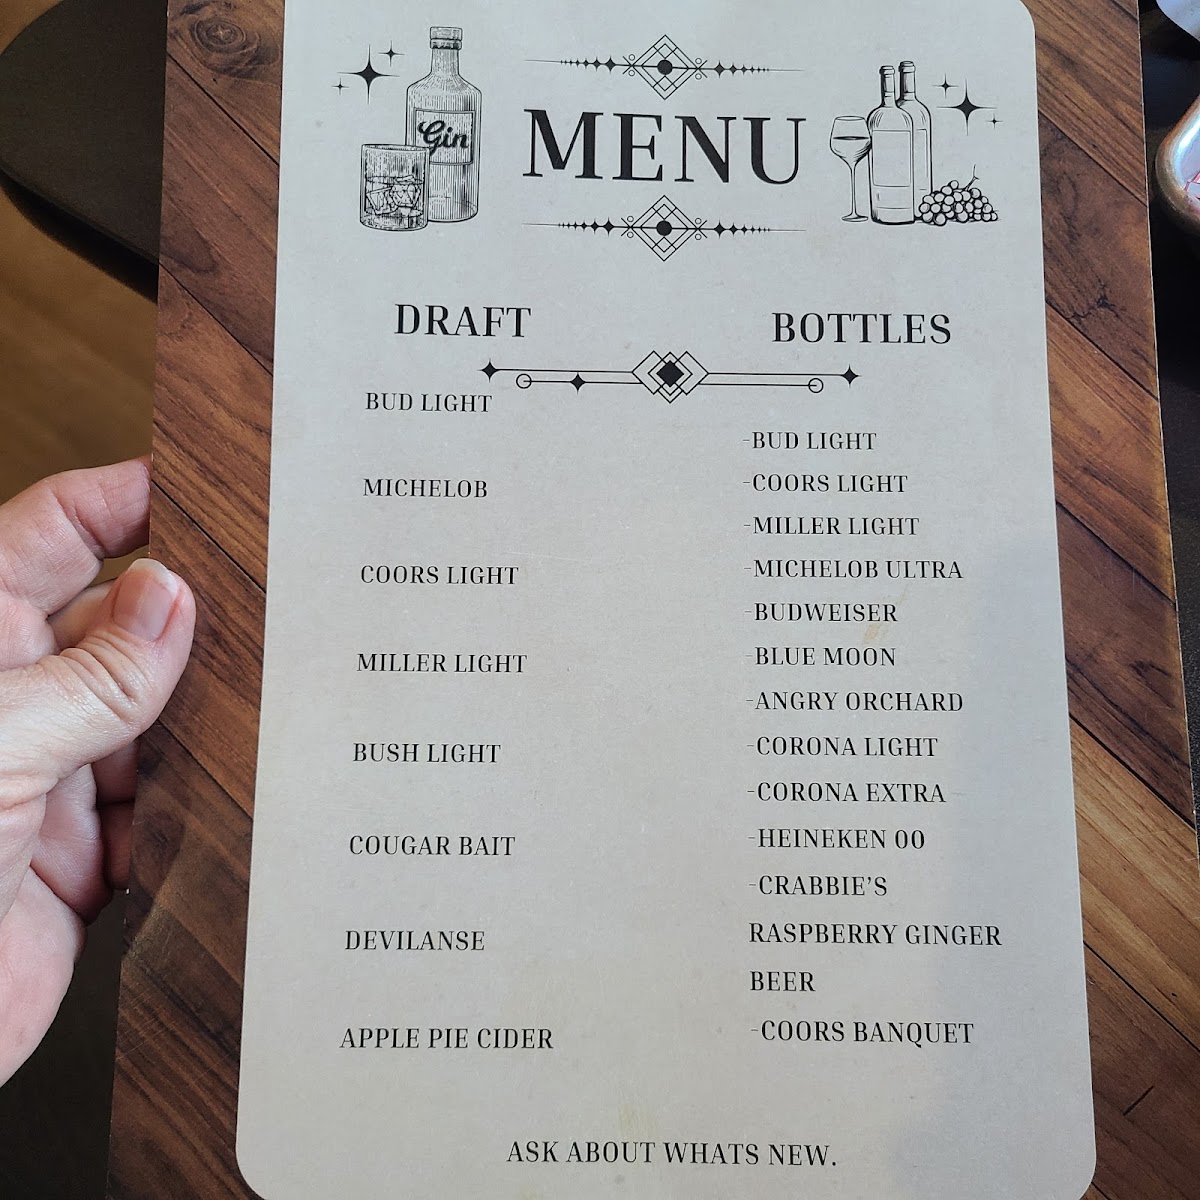 Gin
MENU
DRAFT
BUD LIGHT
MICHELOB
COORS LIGHT
MILLER LIGHT
BUSH LIGHT
COUGAR BAIT
DEVILANSE
APPLE PIE CIDER
BOTTLES
-BUD LIGHT
-COORS LIGHT
-MILLER LIGHT
-MICHELOB ULTRA
-BUDWEISER
-BLUE MOON
-ANGRY ORCHARD
-CORONA LIGHT
-CORONA EXTRA
-HEINEKEN 00
-CRABBIE'S
RASPBERRY GINGER
BEER
-COORS BANQUET
ASK ABOUT WHATS NEW.